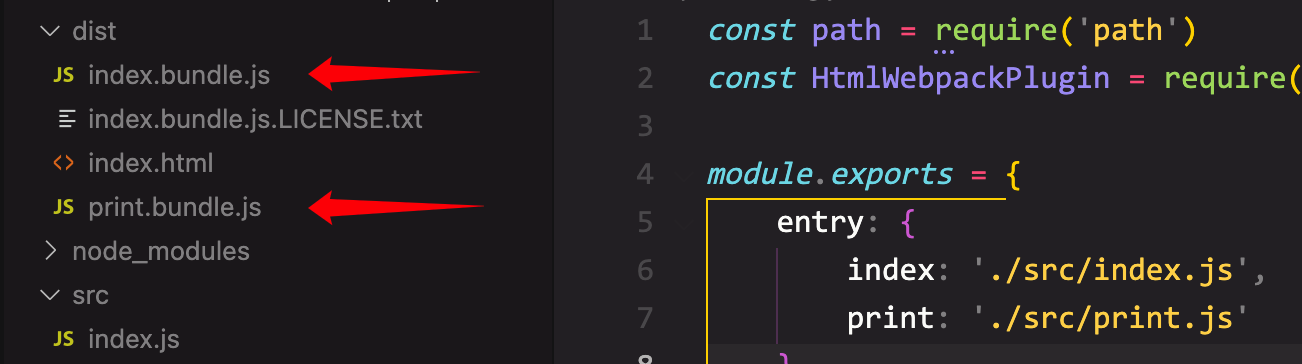 dist
JS index.bundle.js
index.bundle.js.LICENSE.txt
<> index.html
JS print.bundle.js
node_modules
src
JS index.js
1 const path = require('path')
2 const HtmlWebpackPlugin = require(
3
4 module.exports = {
5 entry: {
6 index: './src/index.js',
7 print: './src/print.js'
8 }